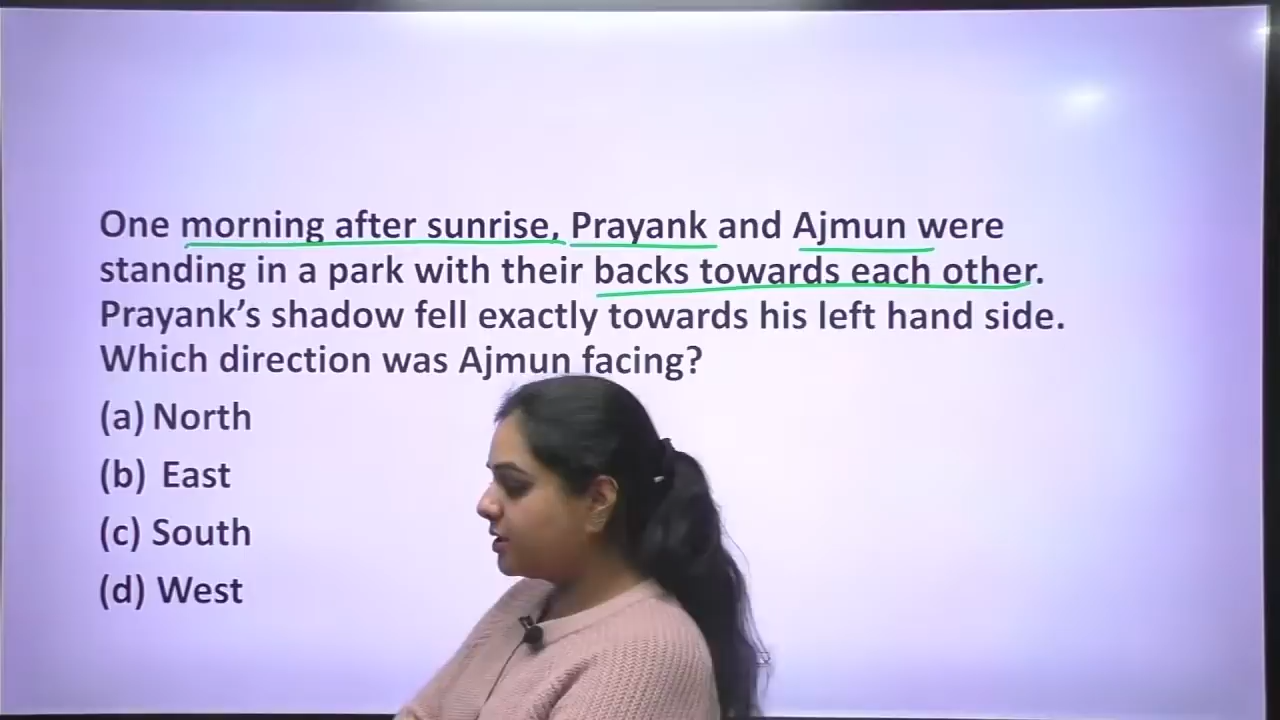 One morning after sunrise, Prayank and Ajmun were
standing in a park with their backs towards each other.
Prayank's shadow fell exactly towards his left hand side.
Which direction was Ajmun facing?
(a) North
(b) East
(c) South
(d) West